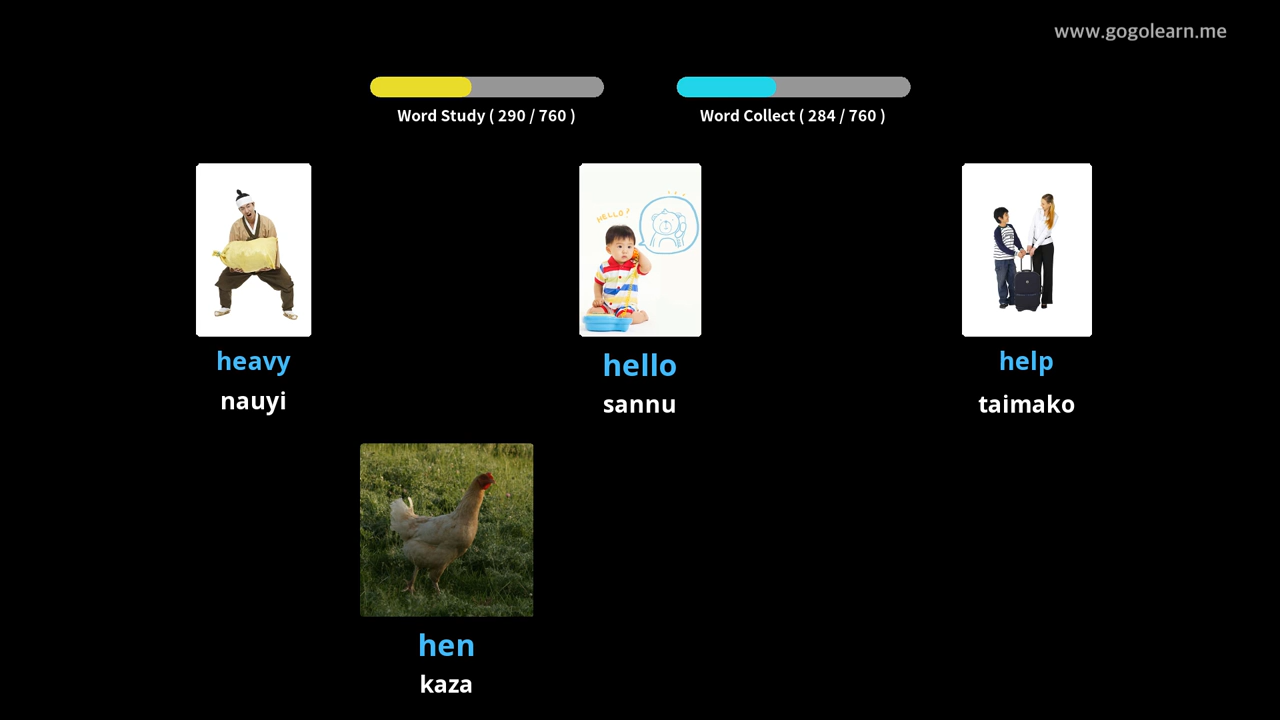 www.gogolearn.me
Word Study ( 290 / 760 )
Word Collect ( 284 / 760 )
HELLO?
heavy
hello
help
nauyi
sannu
taimako
hen
kaza